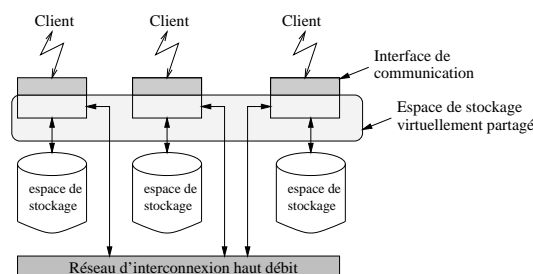 Client
Client
Client
Interface de
communication
Espace de stockage
virtuellement partagé
espace de
stockage
espace de
stockage
espace de
stockage
Réseau d'interconnexion haut débit